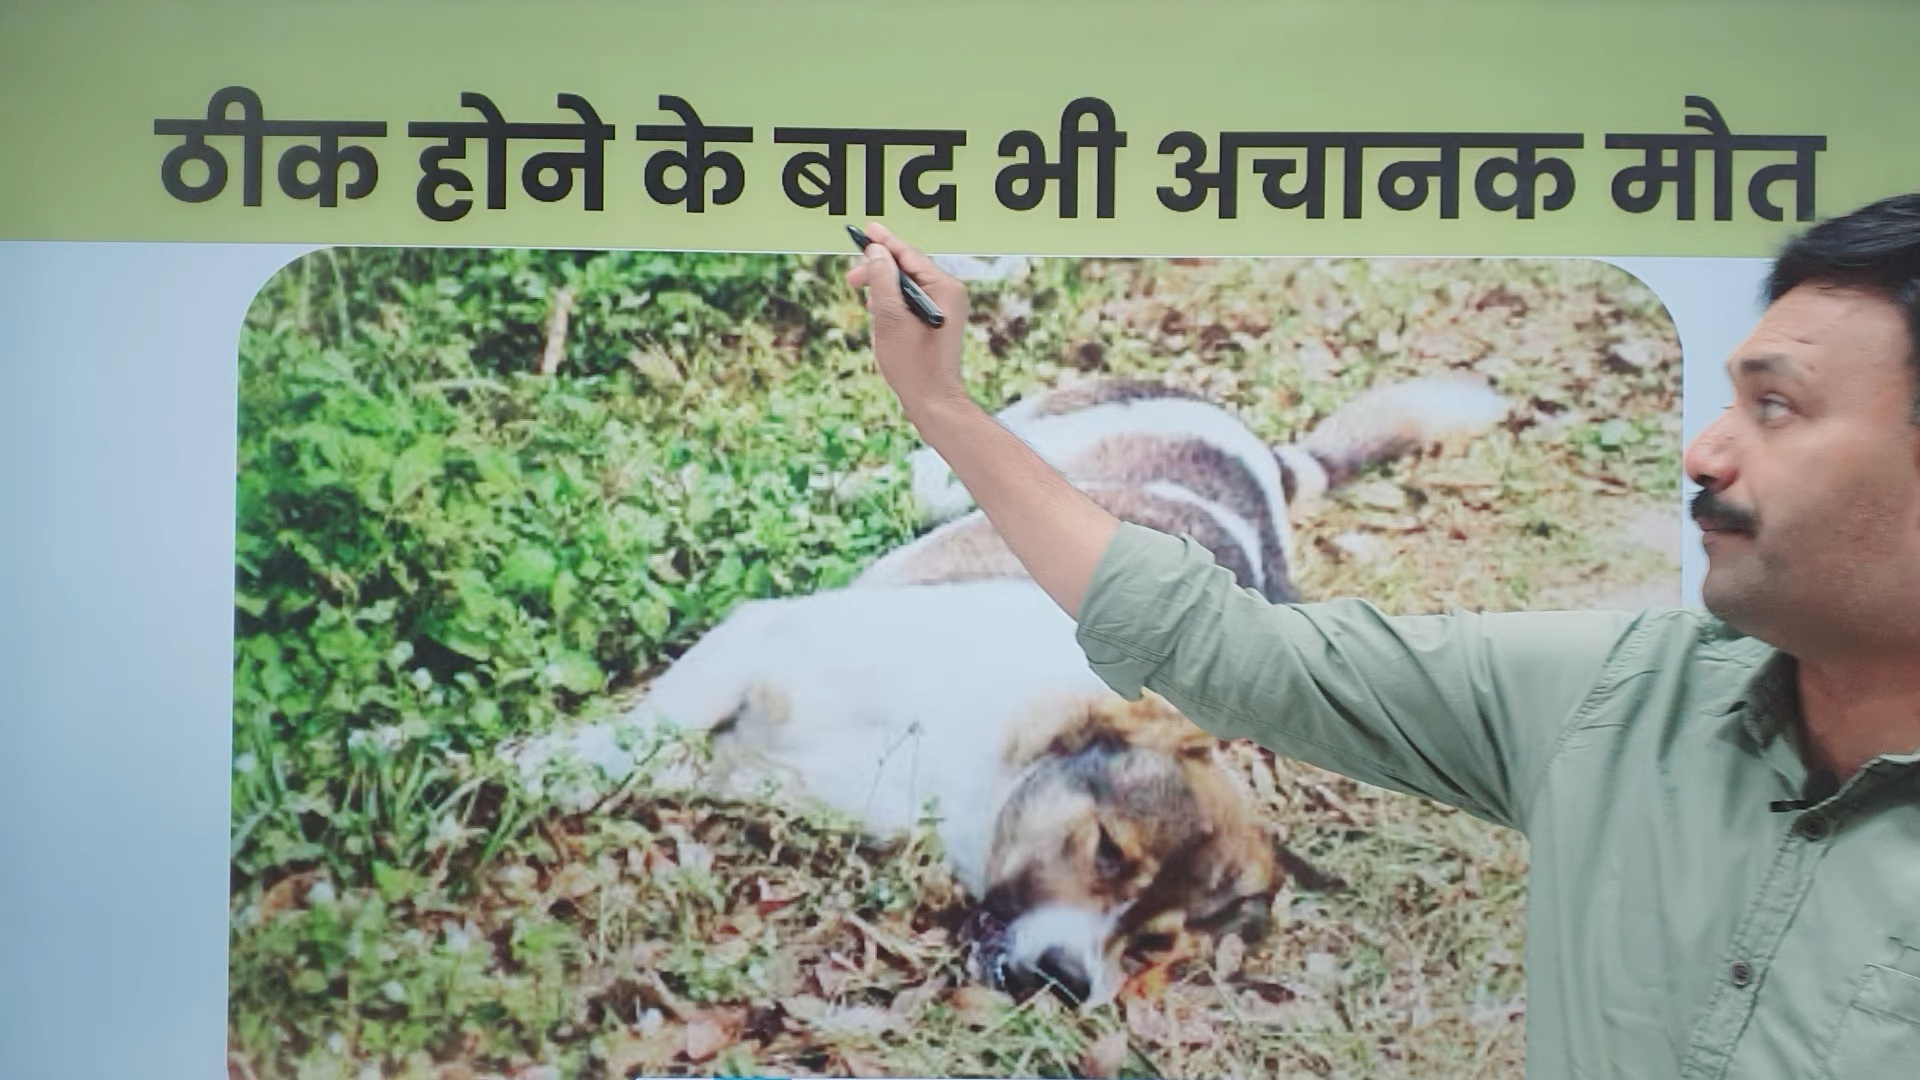 ठीक होने के बाद भी अचानक मौत